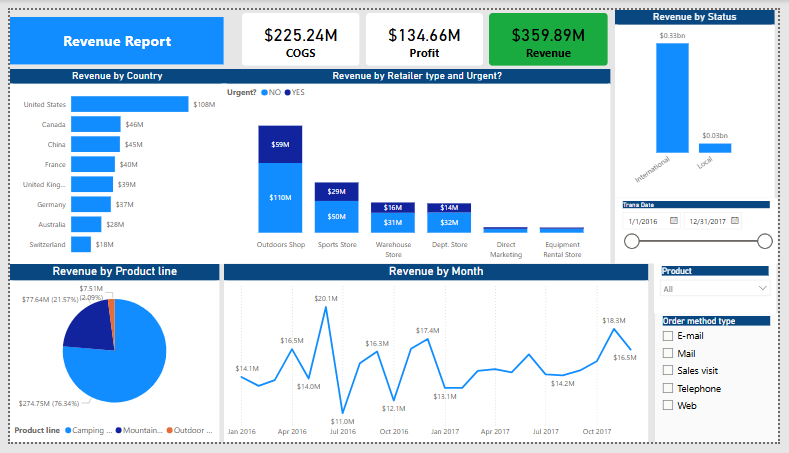 Revenue Report
$225.24M
COGS
$134.66M
Profit
$359.89M
Revenue
Revenue by Status
$0.33bn
$0.03bn
International
Local
Revenue by Country
United States
$108M
Canada
$46M
China
$45M
France
$40M
United King...
$39M
Germany
$37M
Australia
$28M
Switzerland
$18M
Revenue by Retailer type and Urgent?
Urgent? NO YES
$59M
$110M
$29M
$50M
$16M
$31M
$14M
$32M
Outdoors Shop
Sports Store
Warehouse
Store
Dept. Store
Direct
Marketing
Equipment
Rental Store
Trans Date
1/1/2016
12/31/2017
Revenue by Product line
$7.51M
(2.09%)
$77.64M (21.57%)
$274.75M (76.34%)
Product line Camping ... Mountain... Outdoor ...
Revenue by Month
$14.1M
$16.5M
$14.0M
$20.1M
$11.0M
$16.3M
$12.1M
$17.4M
$13.1M
$14.2M
$18.3M
$16.5M
Jan 2016
Apr 2016
Jul 2016
Oct 2016
Jan 2017
Apr 2017
Jul 2017
Oct 2017
Product
All
Order method type
E-mail
Mail
Sales visit
Telephone
Web